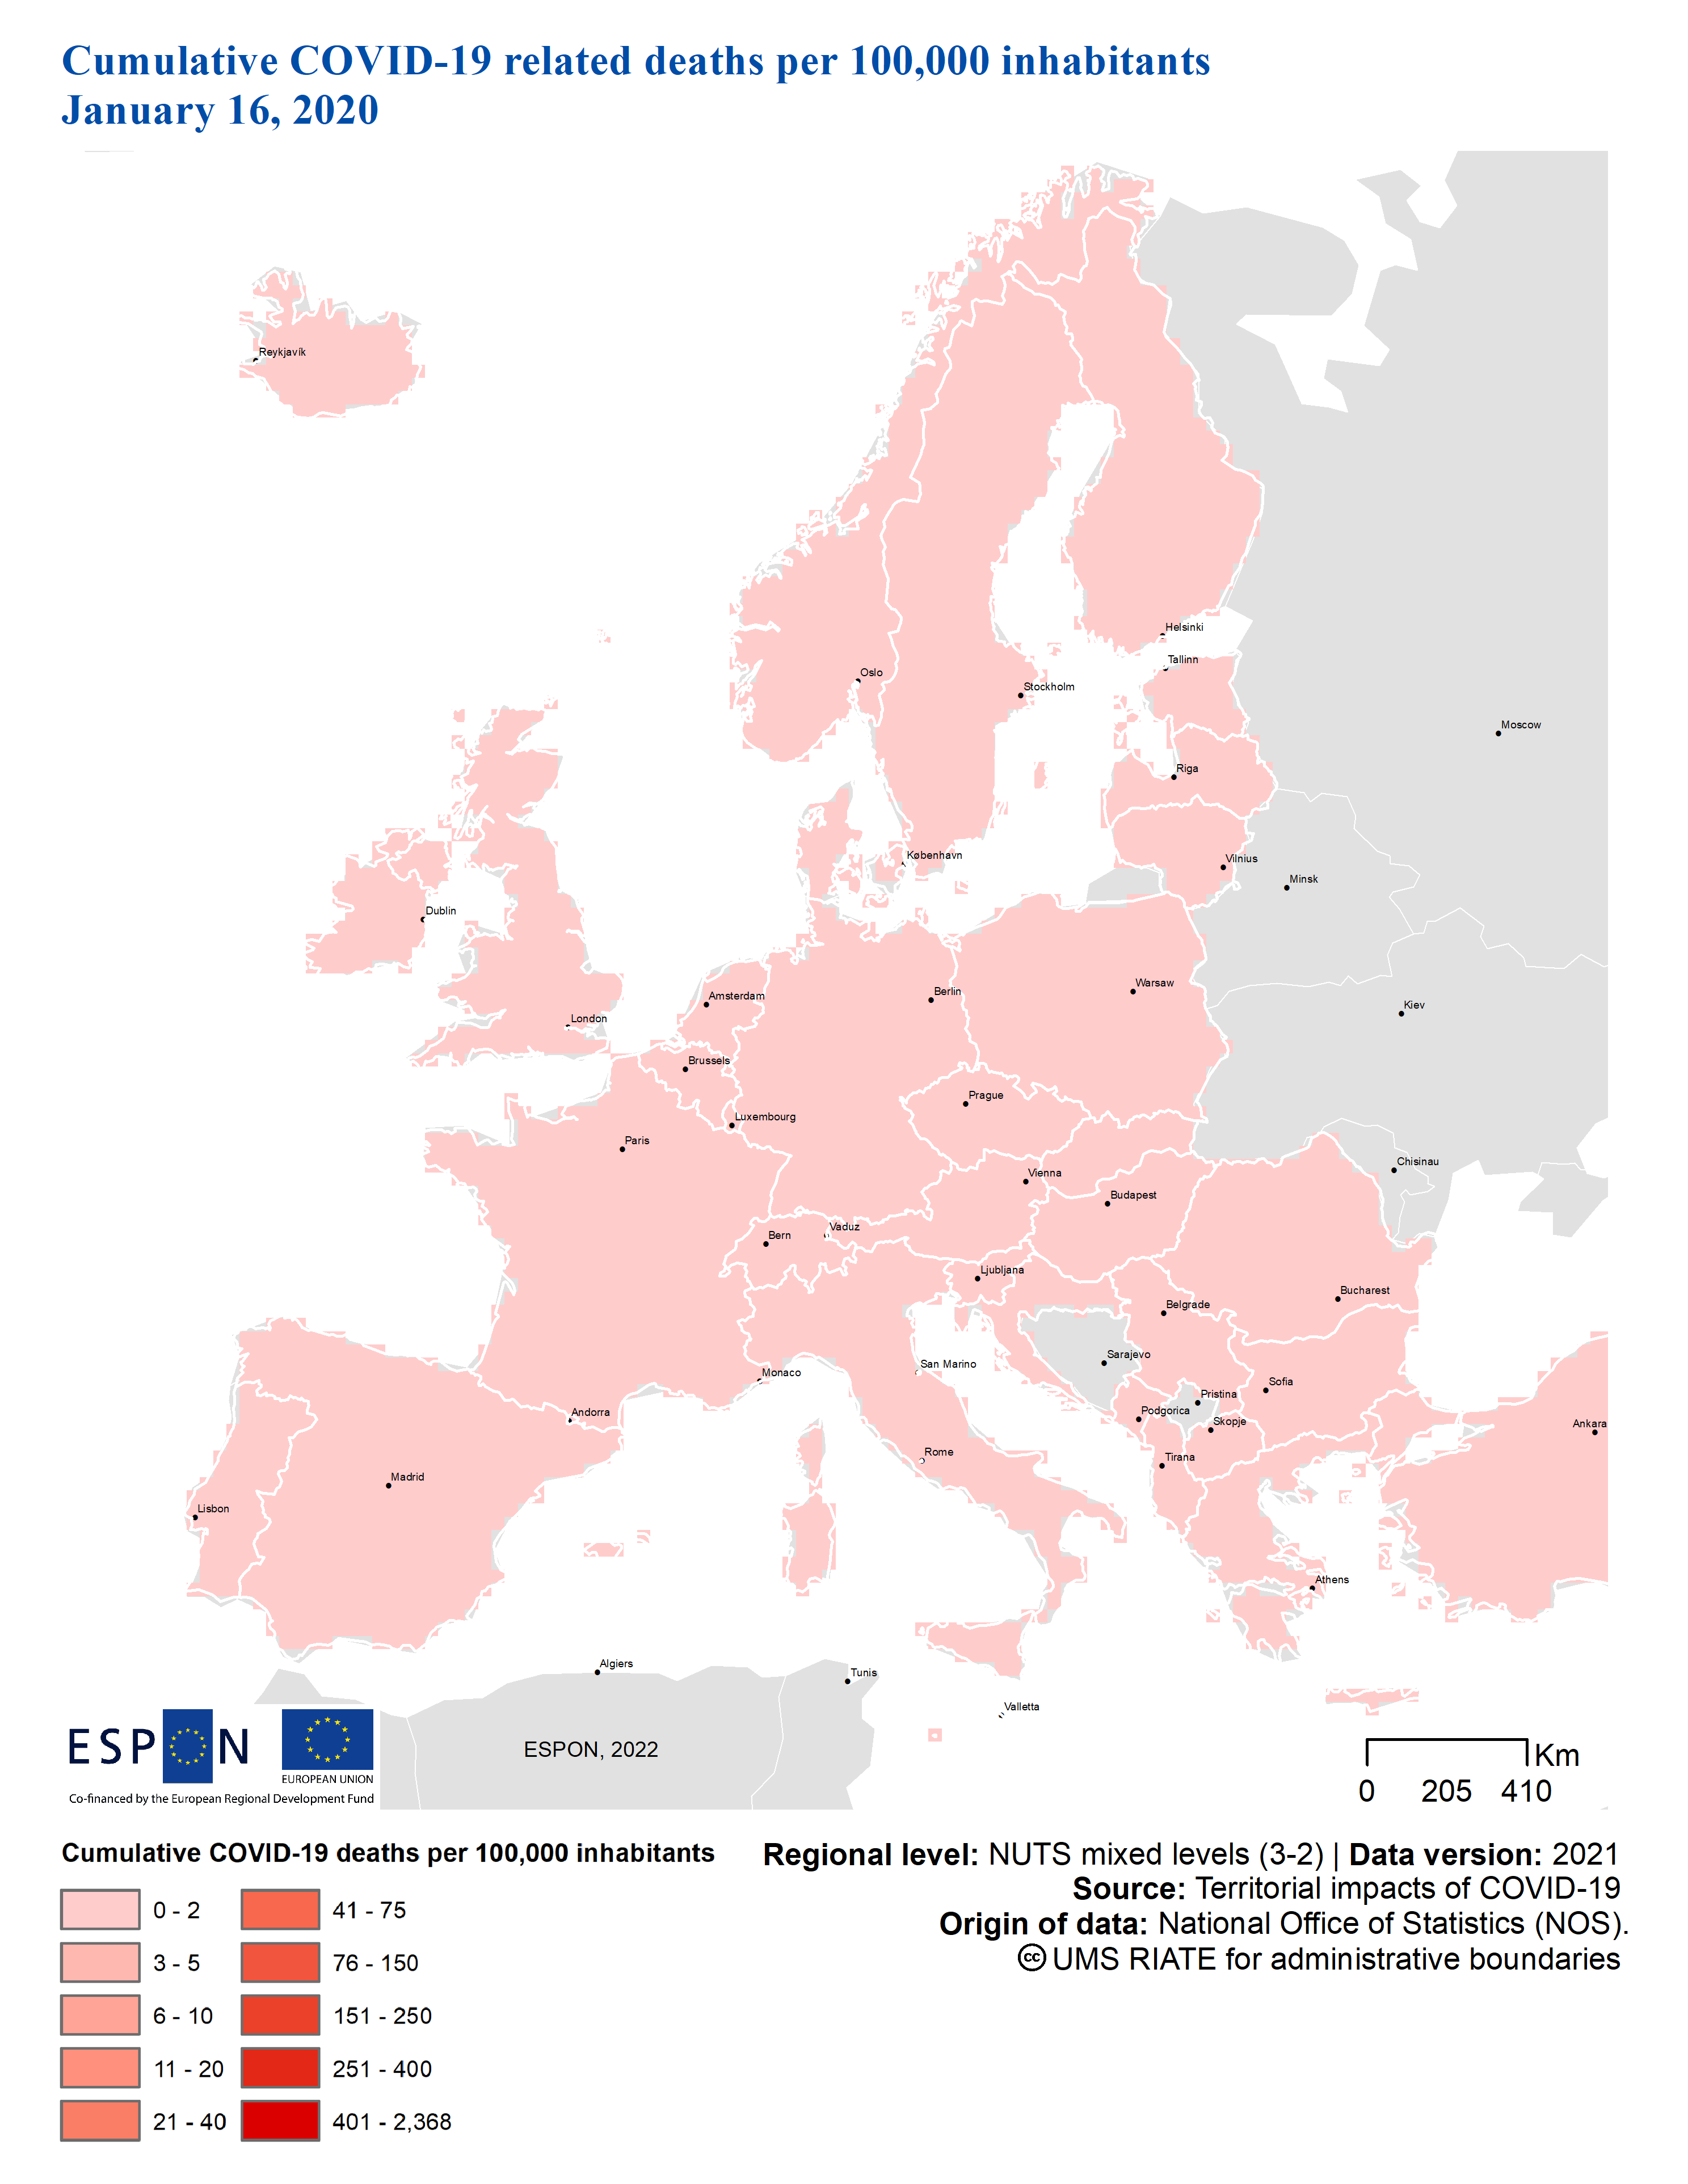 Cumulative COVID-19 related deaths per 100,000 inhabitants
January 16, 2020
Reykjavík
Helsinki
Tallinn
Oslo
Stockholm
Moscow
Riga
København
Vilnius
Minsk
Dublin
Warsaw
Berlin
Amsterdam
Kiev
London
Brussels
Prague
Luxembourg
Paris
Chisinau
Vienna
Budapest
Vaduz
Bern
Ljubljana
Bucharest
Belgrade
Sarajevo
San Marino
Monaco
Sofia
Pristina
Podgorica
Andorra
Skopje
Ankara
Rome
Tirana
Madrid
Lisbon
Athens
Algiers
Tunis
Valletta
ESPON
EUROPEAN UNION
Co-financed by the European Regional Development Fund
ESPON, 2022
Km
0 205 410
Cumulative COVID-19 deaths per 100,000 inhabitants
0 - 2
3 - 5
6 - 10
11 - 20
21 - 40
41 - 75
76 - 150
151 - 250
251 - 400
401 - 2,368
Regional level: NUTS mixed levels (3-2) | Data version: 2021
Source: Territorial impacts of COVID-19
Origin of data: National Office of Statistics (NOS).
cc UMS RIATE for administrative boundaries